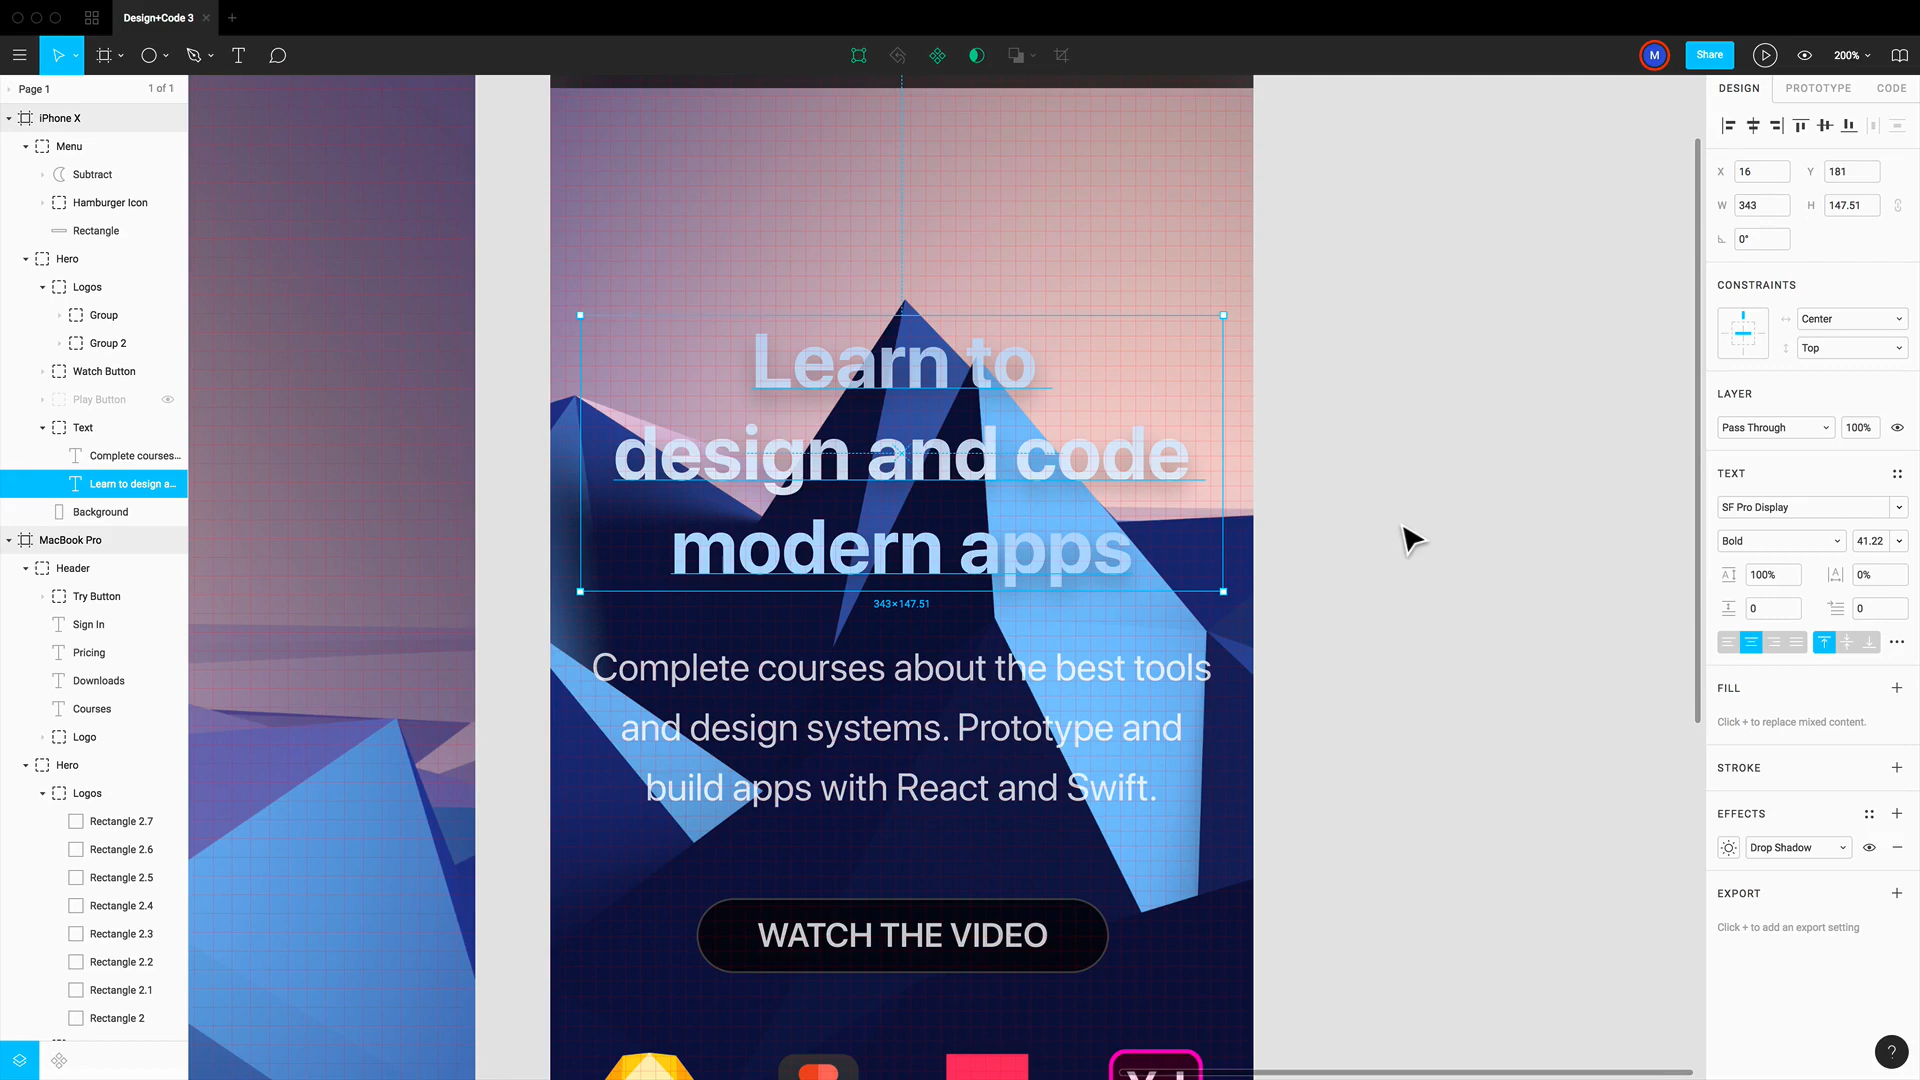 Design+Code 3
M
Share
200%
Page 1
1 of 1
iPhone X
Menu
Subtract
Hamburger Icon
Rectangle
Hero
Logos
Group
Group 2
Watch Button
Play Button
Text
Complete courses...
Learn to design a...
Background
MacBook Pro
Header
Try Button
Sign In
Pricing
Downloads
Courses
Logo
Hero
Logos
Rectangle 2.7
Rectangle 2.6
Rectangle 2.5
Rectangle 2.4
Rectangle 2.3
Rectangle 2.2
Rectangle 2.1
Rectangle 2
Learn to
design and code
modern apps
343×147.51
Complete courses about the best tools
and design systems. Prototype and
build apps with React and Swift.
WATCH THE VIDEO
DESIGN
PROTOTYPE
CODE
X 16 Y 181
W 343 H 147.51
0°
CONSTRAINTS
Center
Top
LAYER
Pass Through 100%
TEXT
SF Pro Display
Bold 41.22
100% 0%
0 0
FILL
Click + to replace mixed content.
STROKE
EFFECTS
Drop Shadow
EXPORT
Click + to add an export setting
?